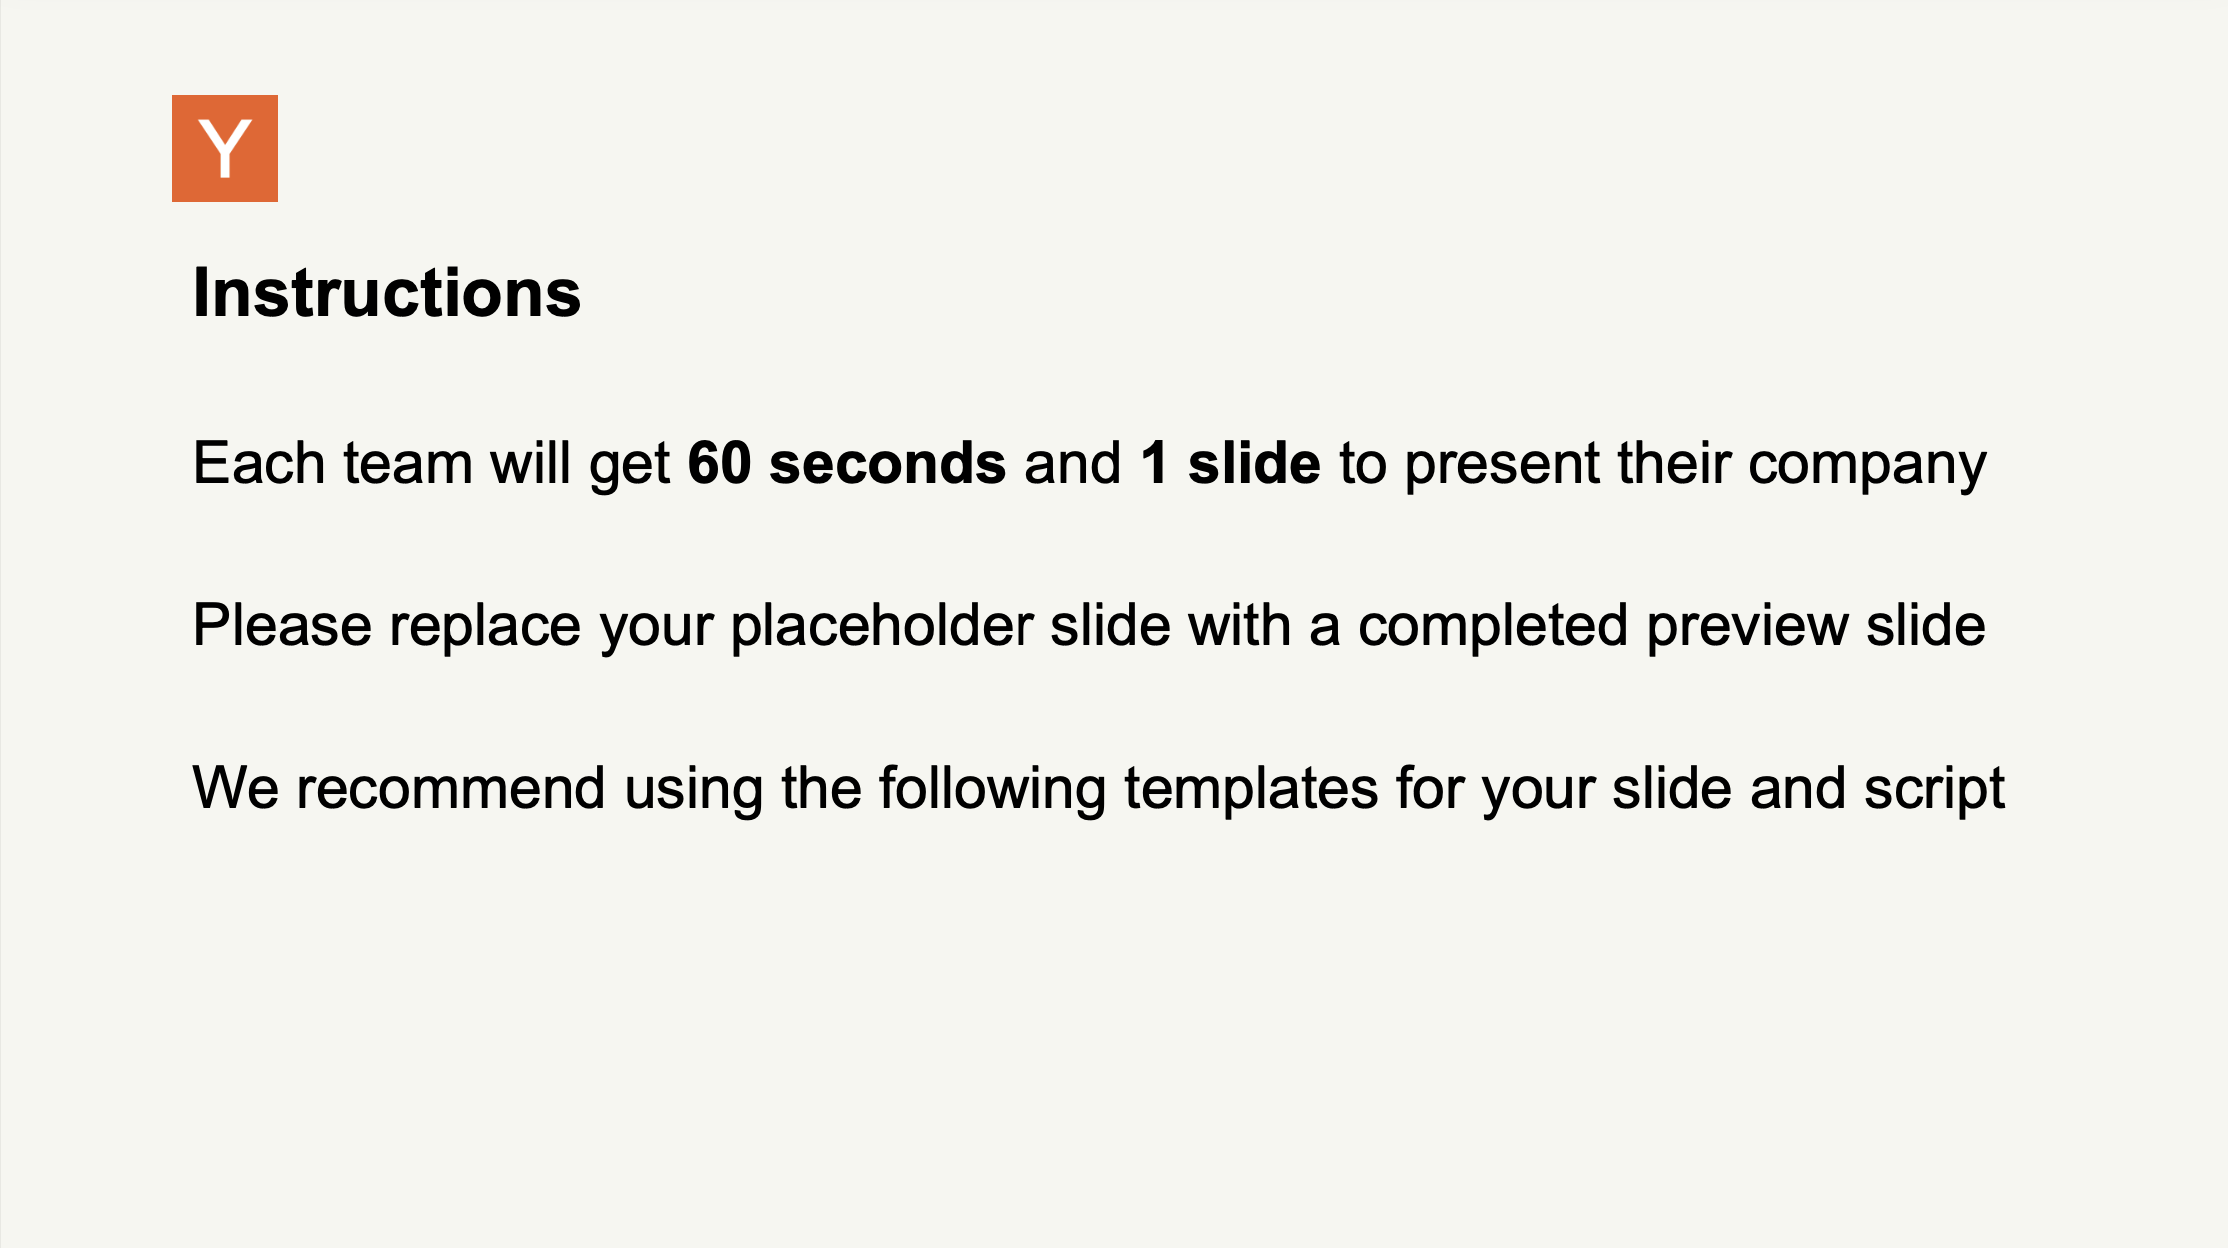 Y
Instructions
Each team will get 60 seconds and 1 slide to present their company
Please replace your placeholder slide with a completed preview slide
We recommend using the following templates for your slide and script